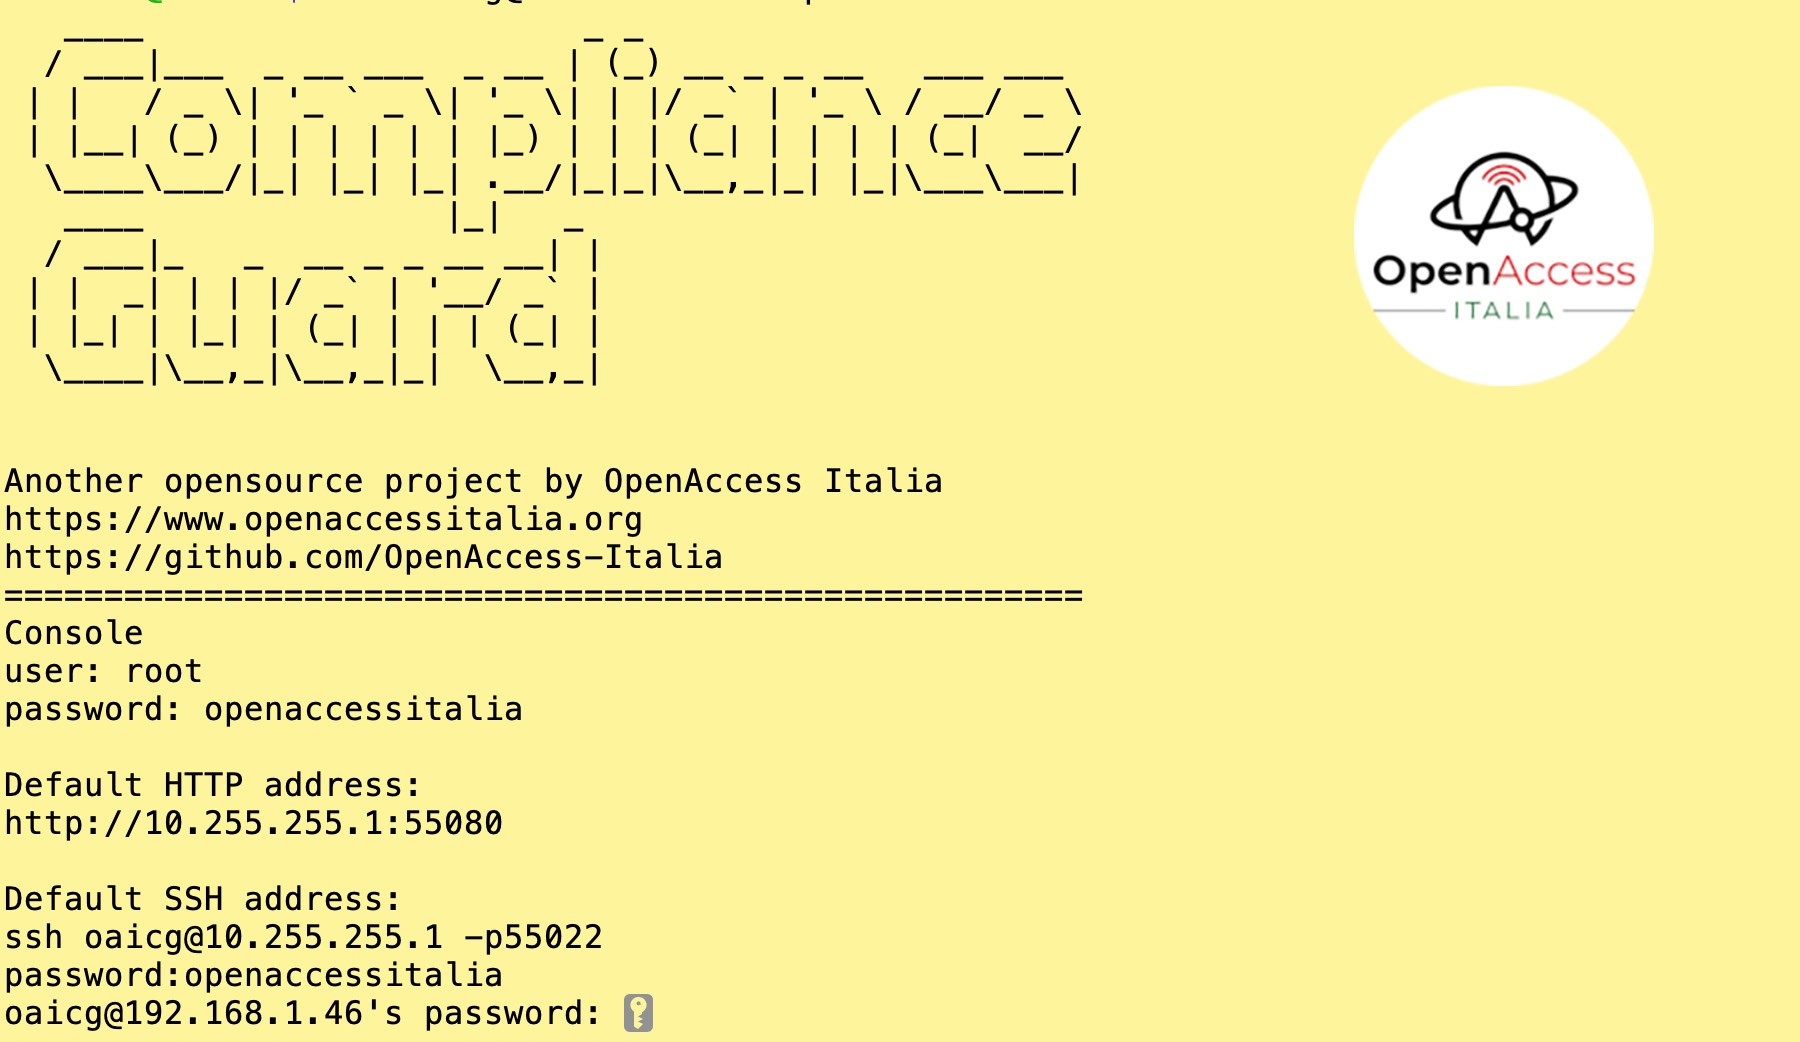 Compliance
Guard
OpenAccess
ITALIA
Another opensource project by OpenAccess Italia
https://www.openaccessitalia.org
https://github.com/OpenAccess-Italia
======================================================
Console
user: root
password: openaccessitalia
Default HTTP address:
http://10.255.255.1:55080
Default SSH address:
ssh oaicg@10.255.255.1 -p55022
password:openaccessitalia
oaicg@192.168.1.46's password: